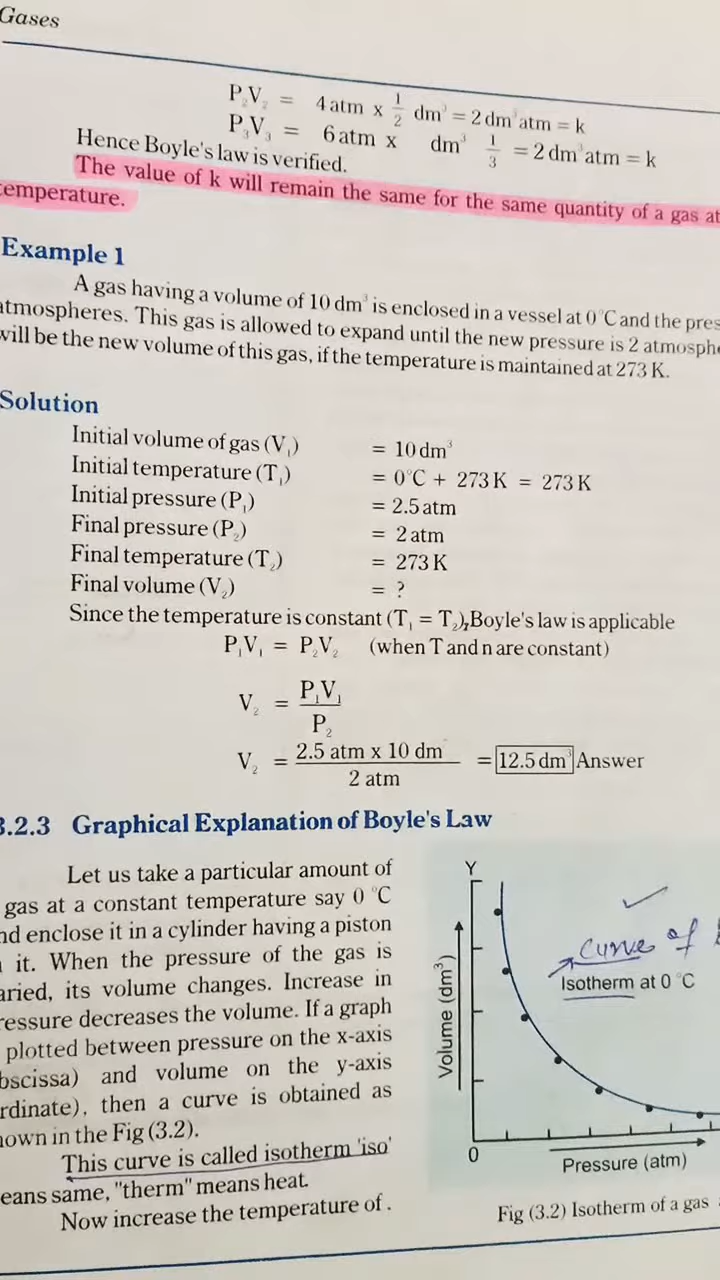 Gases
P₂V₂ = 4 atm x 1/2 dm³ = 2 dm³ atm = k
P₃V₃ = 6 atm x dm³ 1/3 = 2 dm³ atm = k
Hence Boyle's law is verified.
The value of k will remain the same for the same quantity of a gas at
temperature.
Example 1
A gas having a volume of 10 dm³ is enclosed in a vessel at 0 °C and the
atmospheres. This gas is allowed to expand until the new pressure is 2
will be the new volume of this gas, if the temperature is maintained at 273 K.
Solution
Initial volume of gas (V₁) = 10 dm³
Initial temperature (T₁) = 0°C + 273 K = 273 K
Initial pressure (P₁) = 2.5 atm
Final pressure (P₂) = 2 atm
Final temperature (T₂) = 273 K
Final volume (V₂) = ?
Since the temperature is constant (T₁ = T₂), Boyle's law is applicable
P₁V₁ = P₂V₂ (when T and n are constant)
V₂ = P₁V₁
P₂
V₂ = 2.5 atm x 10 dm = 12.5 dm³ Answer
2 atm
3.2.3 Graphical Explanation of Boyle's Law
Let us take a particular amount of
gas at a constant temperature say 0 °C
nd enclose it in a cylinder having a piston
it. When the pressure of the gas is
aried, its volume changes. Increase in
ressure decreases the volume. If a graph
plotted between pressure on the x-axis
bscissa) and volume on the y-axis
rdinate), then a curve is obtained as
hown in the Fig (3.2).
This curve is called isotherm 'iso'
eans same, "therm" means heat.
Now increase the temperature of .
Y
curve of
Isotherm at 0 °C
Volume (dm³)
0
Pressure (atm)
Fig (3.2) Isotherm of a gas